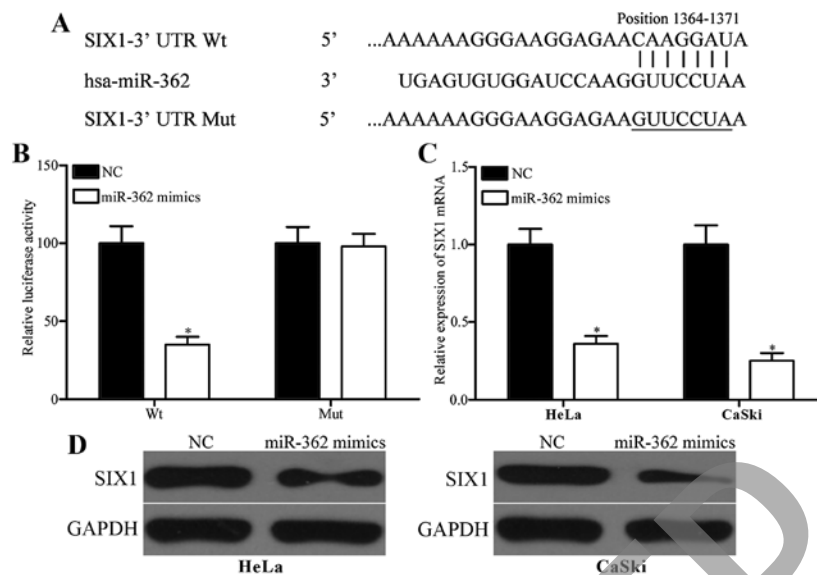 A
Position 1364-1371
SIX1-3' UTR Wt 5' ...AAAAAAGGGAAGGAGAACAAGGAUA
hsa-miR-362 3' UGAGUGUGGAUCCAAGGUUCCUAA
SIX1-3' UTR Mut 5' ...AAAAAAGGGAAGGAGAAGUUCCUAA
B
NC
miR-362 mimics
Relative luciferase activity
150
100
50
0
*
Wt Mut
C
NC
miR-362 mimics
Relative expression of SIX1 mRNA
1.5
1.0
0.5
0.0
*
*
HeLa CaSki
D
NC miR-362 mimics
SIX1
GAPDH
HeLa
NC miR-362 mimics
SIX1
GAPDH
CaSki